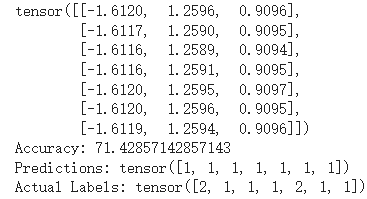 tensor([[-1.6120,  1.2596,  0.9096],
        [-1.6117,  1.2590,  0.9095],
        [-1.6116,  1.2589,  0.9094],
        [-1.6116,  1.2591,  0.9095],
        [-1.6120,  1.2595,  0.9097],
        [-1.6120,  1.2596,  0.9095],
        [-1.6119,  1.2594,  0.9096]])
Accuracy: 71.42857142857143
Predictions: tensor([1, 1, 1, 1, 1, 1, 1])
Actual Labels: tensor([2, 1, 1, 1, 2, 1, 1])